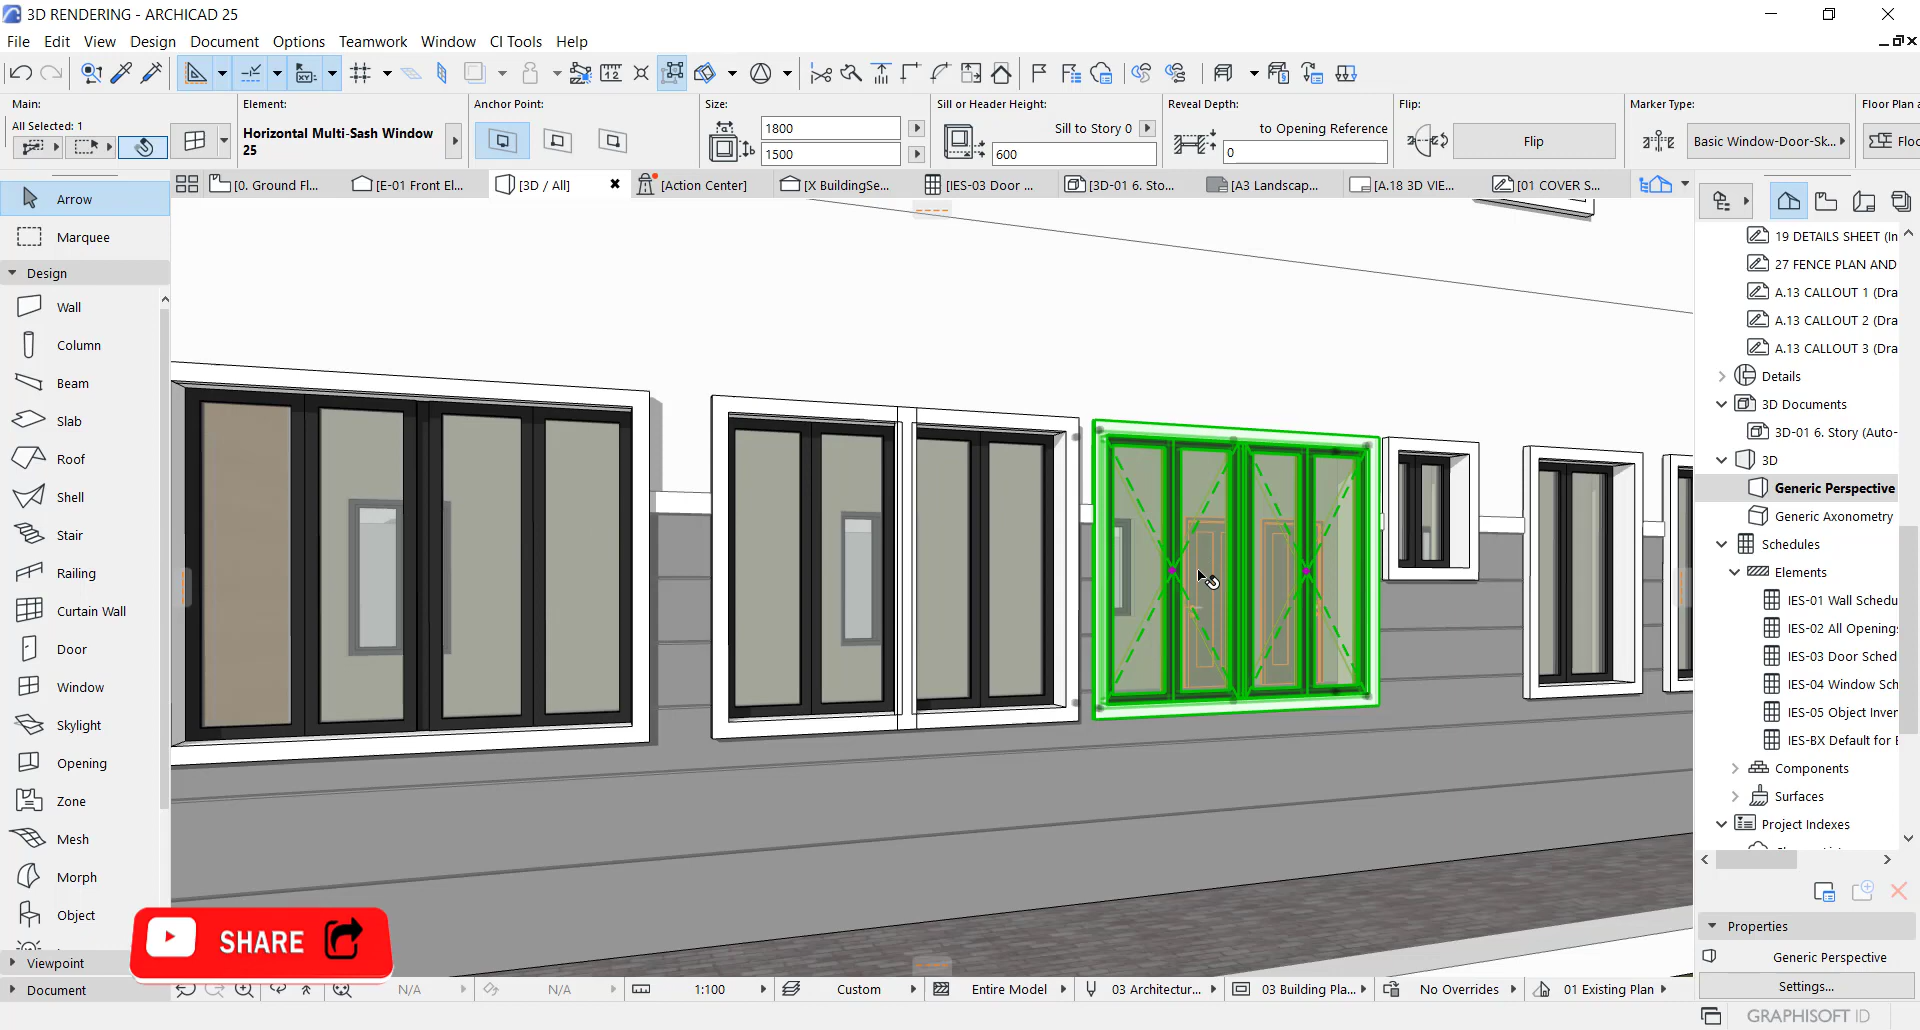 3D RENDERING - ARCHICAD 25
File Edit View Design Document Options Teamwork Window CI Tools Help
Main: Element: Anchor Point: Size: Sill or Header Height: Reveal Depth: Flip: Marker Type: Floor Plan a
All Selected: 1
Horizontal Multi-Sash Window 25
1800
1500
Sill to Story 0
600
to Opening Reference
0
Flip
Basic Window-Door-Sk...
Floo
[0. Ground Fl... [E-01 Front El... [3D / All] [Action Center] [X BuildingSe... [IES-03 Door ... [3D-01 6. Sto... [A3 Landscap... [A.18 3D VIE... [01 COVER S...
Arrow
Marquee
Design
Wall
Column
Beam
Slab
Roof
Shell
Stair
Railing
Curtain Wall
Door
Window
Skylight
Opening
Zone
Mesh
Morph
Object
Viewpoint
Document
SHARE
19 DETAILS SHEET (In
27 FENCE PLAN AND
A.13 CALLOUT 1 (Dra
A.13 CALLOUT 2 (Dra
A.13 CALLOUT 3 (Dra
Details
3D Documents
3D-01 6. Story (Auto-
3D
Generic Perspective
Generic Axonometry
Schedules
Elements
IES-01 Wall Schedu
IES-02 All Opening
IES-03 Door Sched
IES-04 Window Sch
IES-05 Object Inver
IES-BX Default for E
Components
Surfaces
Project Indexes
Properties
Generic Perspective
Settings...
N/A N/A 1:100 Custom Entire Model 03 Architectur... 03 Building Pla... No Overrides 01 Existing Plan
GRAPHISOFT ID